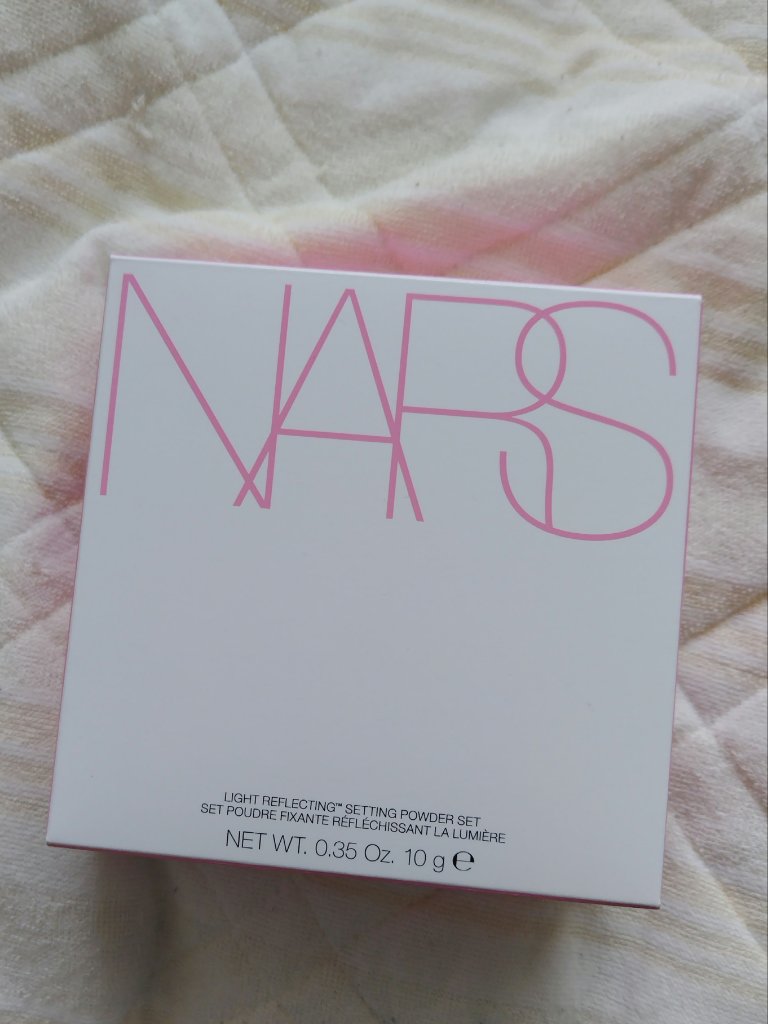 NARS
LIGHT REFLECTING™ SETTING POWDER SET
SET POUDRE FIXANTE RÉFLÉCHISSANT LA LUMIÈRE
NET WT. 0.35 Oz. 10 g ℮